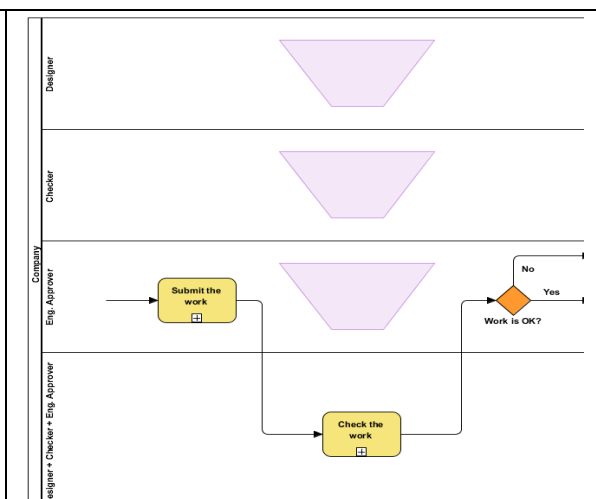 Company
Designer
Checker
Eng. Approver
Submit the
work
No
Yes
Work is OK?
esigner + Checker + Eng. Approver
Check the
work